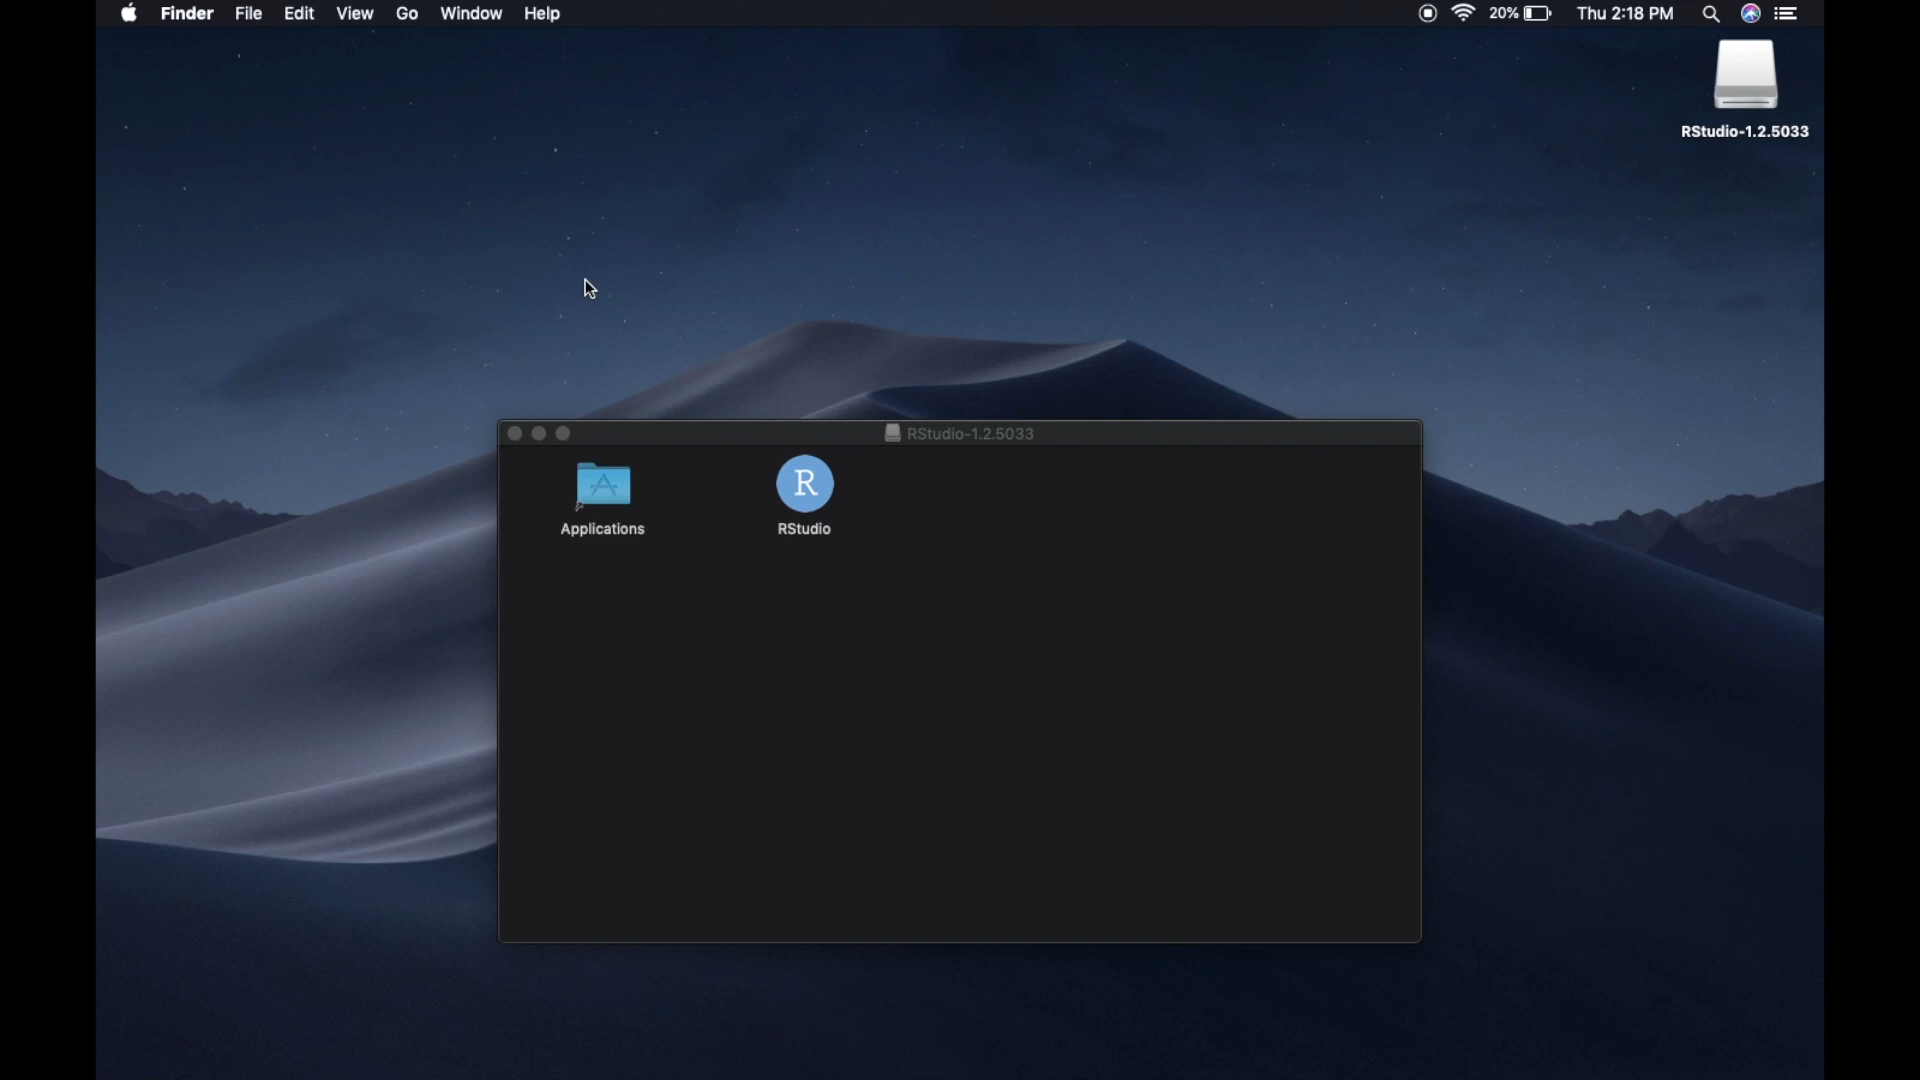 Finder File Edit View Go Window Help 20% Thu 2:18 PM
RStudio-1.2.5033
RStudio-1.2.5033
R
Applications RStudio